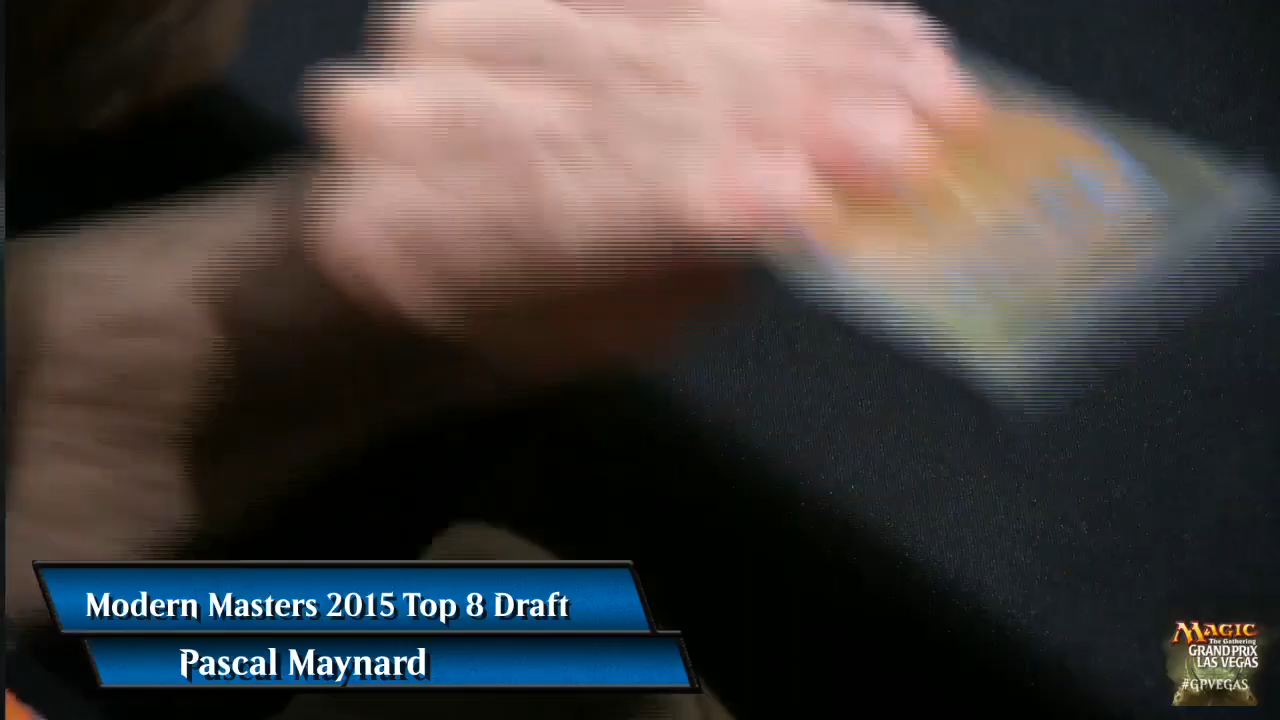 Modern Masters 2015 Top 8 Draft
Pascal Maynard
MAGIC
The Gathering
GRAND PRIX
LAS VEGAS
#GPVEGAS